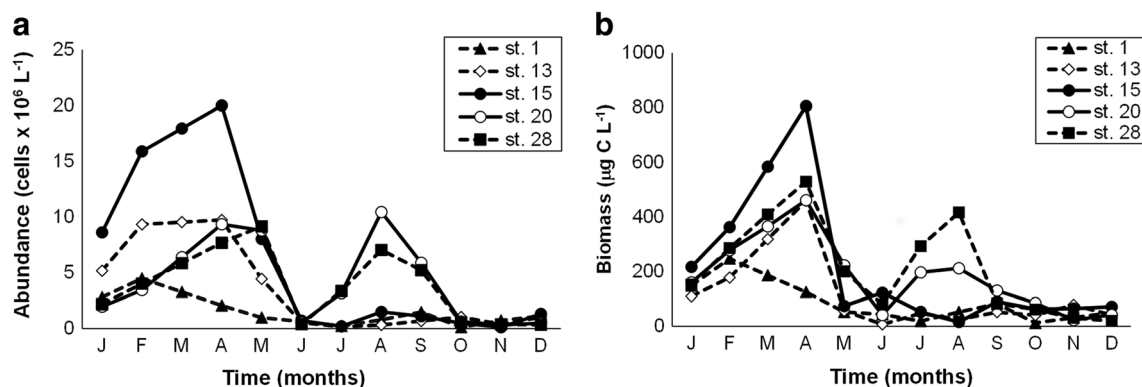 a
Abundance (cells x 10⁶ L⁻¹)
25
20
15
10
5
0
J F M A M J J A S O N D
Time (months)
st. 1
st. 13
st. 15
st. 20
st. 28
b
Biomass (µg C L⁻¹)
1000
800
600
400
200
0
J F M A M J J A S O N D
Time (months)
st. 1
st. 13
st. 15
st. 20
st. 28